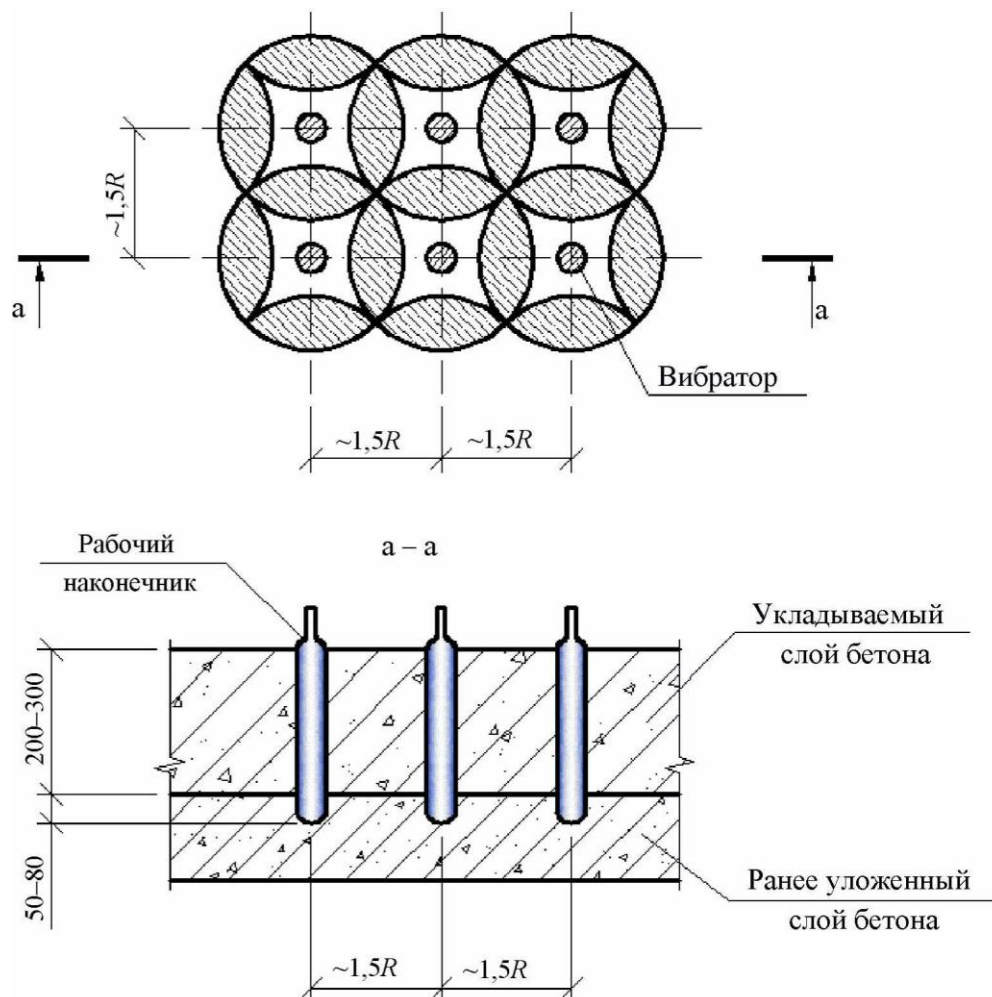 ~1,5R
а
а
Вибратор
~1,5R
~1,5R
Рабочий
наконечник
а – а
Укладываемый
слой бетона
200–300
50–80
Ранее уложенный
слой бетона
~1,5R
~1,5R